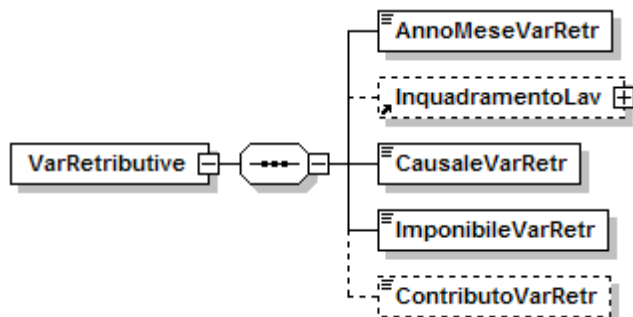 AnnoMeseVarRetr
InquadramentoLav
VarRetributive
CausaleVarRetr
ImponibileVarRetr
ContributoVarRetr